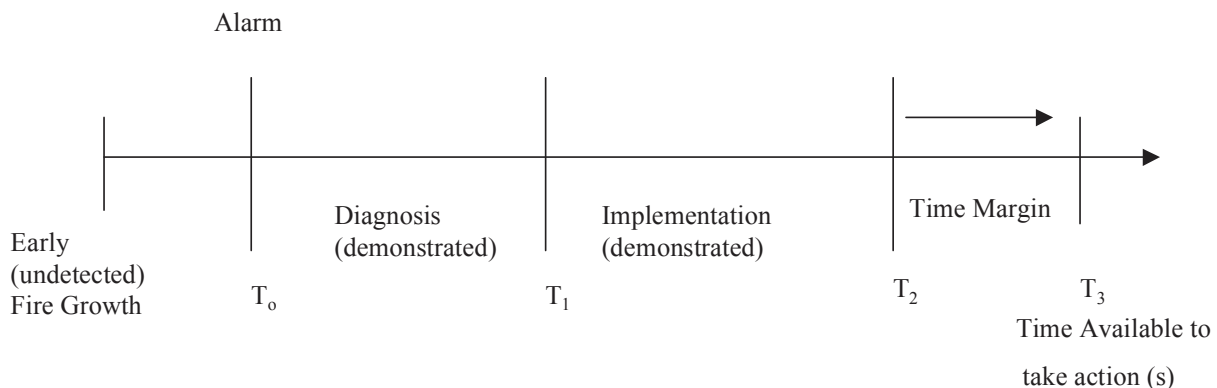 Alarm
Diagnosis
(demonstrated)
Implementation
(demonstrated)
Time Margin
Early
(undetected)
Fire Growth
T₀
T₁
T₂
T₃
Time Available to
take action (s)